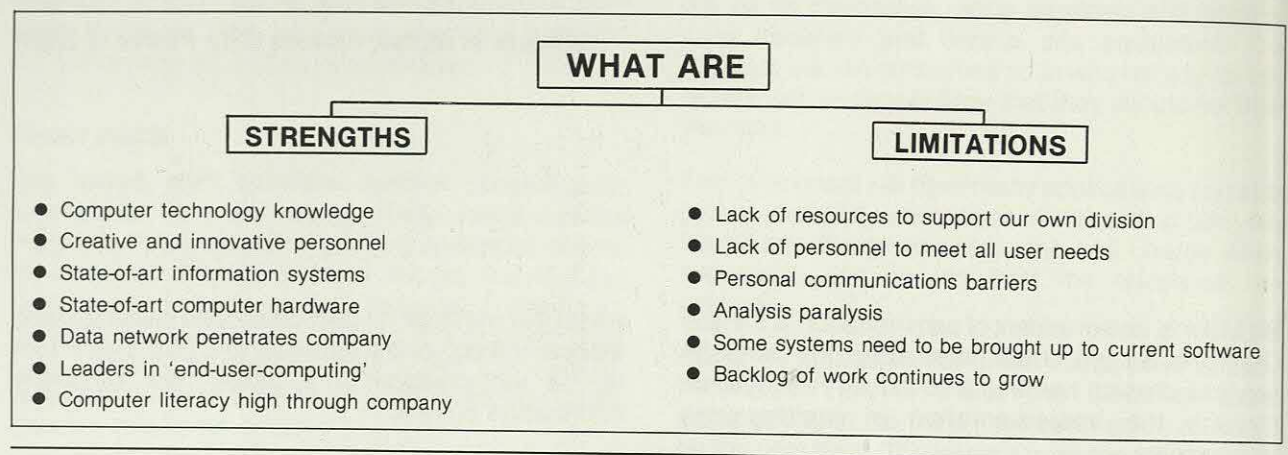 WHAT ARE
STRENGTHS
● Computer technology knowledge
● Creative and innovative personnel
● State-of-art information systems
● State-of-art computer hardware
● Data network penetrates company
● Leaders in 'end-user-computing'
● Computer literacy high through company
LIMITATIONS
● Lack of resources to support our own division
● Lack of personnel to meet all user needs
● Personal communications barriers
● Analysis paralysis
● Some systems need to be brought up to current software
● Backlog of work continues to grow